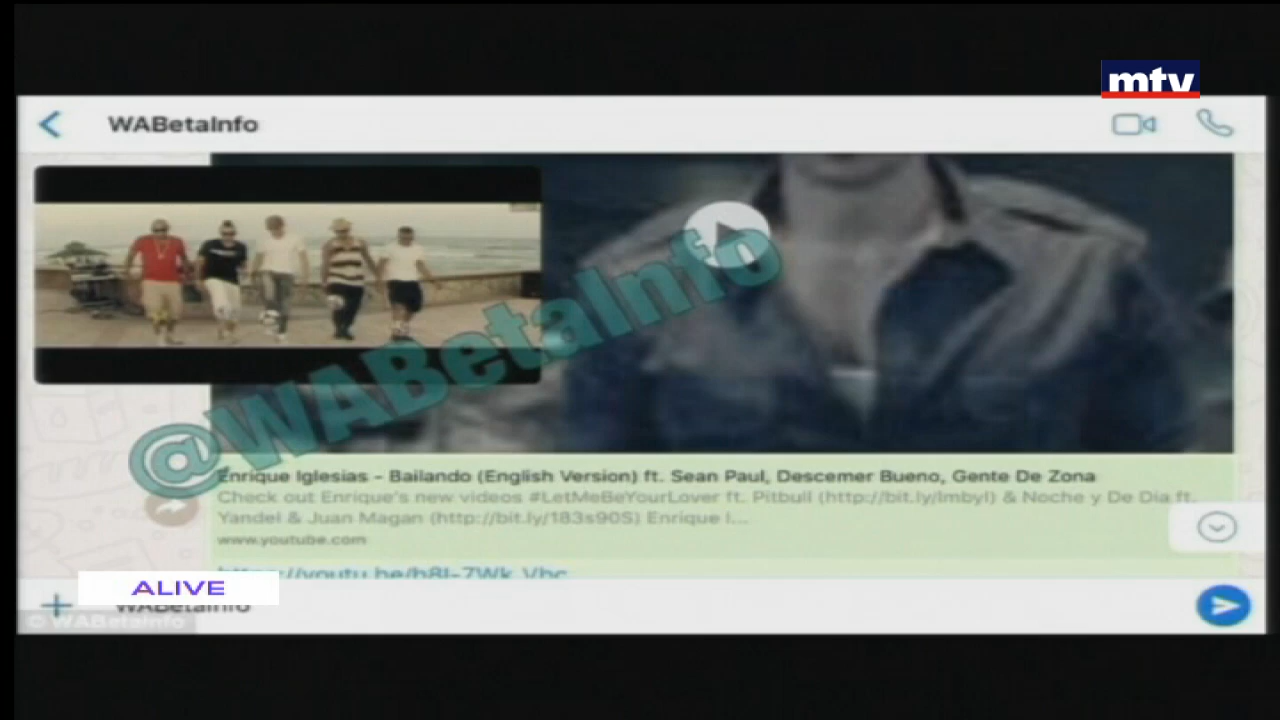 mtv
WABetaInfo
@WABetaInfo
Enrique Iglesias - Bailando (English Version) ft. Sean Paul, Descemer Bueno, Gente De Zona
Check out Enrique's new videos #LetMeBeYourLover ft. Pitbull (http://bit.ly/lmbyl) & Noche y De Dia ft.
Yandel & Juan Magan (http://bit.ly/183s90S) Enrique I...
www.youtube.com
ALIVE
WABetaInfo
© WABetaInfo